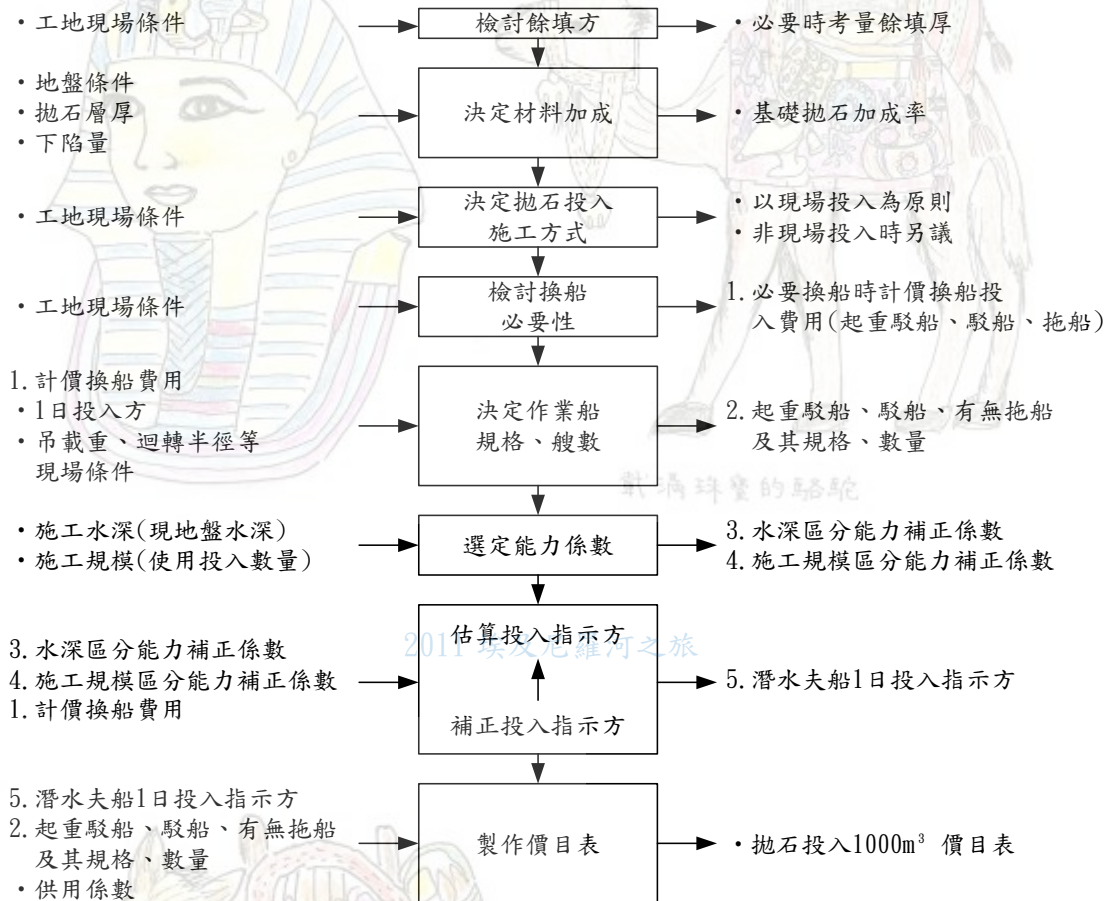 ・工地現場條件
檢討餘填方
・必要時考量餘填厚
・地盤條件
・拋石層厚
・下陷量
決定材料加成
・基礎拋石加成率
・工地現場條件
決定拋石投入
施工方式
・以現場投入為原則
・非現場投入時另議
・工地現場條件
檢討換船
必要性
1.必要換船時計價換船投
入費用(起重駁船、駁船、拖船)
1.計價換船費用
・1日投入方
・吊載重、迴轉半徑等
現場條件
決定作業船
規格、艘數
2.起重駁船、駁船、有無拖船
及其規格、數量
戴滿珠寶的駱駝
・施工水深(現地盤水深)
・施工規模(使用投入數量)
選定能力係數
3.水深區分能力補正係數
4.施工規模區分能力補正係數
3.水深區分能力補正係數
4.施工規模區分能力補正係數
1.計價換船費用
估算投入指示方
2011 埃及尼羅河之旅
補正投入指示方
5.潛水夫船1日投入指示方
5.潛水夫船1日投入指示方
2.起重駁船、駁船、有無拖船
及其規格、數量
・供用係數
製作價目表
・拋石投入1000m³ 價目表